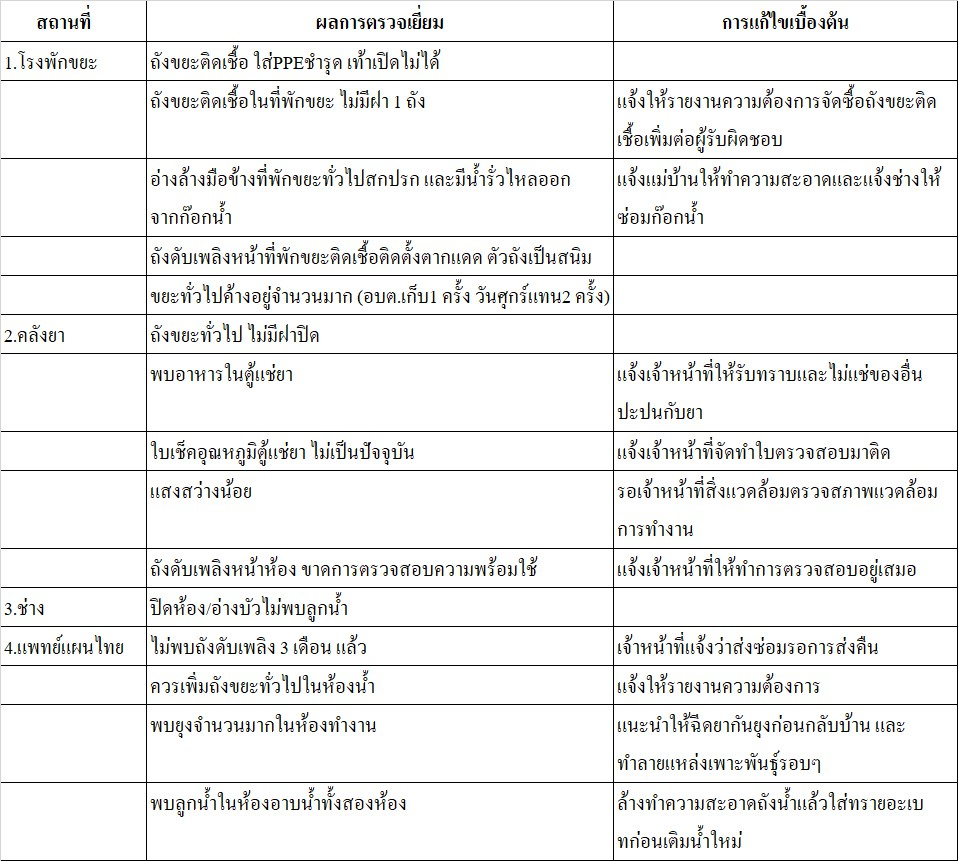 สถานที่ ผลการตรวจเยี่ยม การแก้ไขเบื้องต้น
1.โรงพักขยะ ถังขยะติดเชื้อ ใส่PPEชำรุด เท้าเปิดไม่ได้
ถังขยะติดเชื้อในที่พักขยะ ไม่มีฝา 1 ถัง แจ้งให้รายงานความต้องการจัดซื้อถังขยะติด
เชื้อเพิ่มต่อผู้รับผิดชอบ
อ่างล้างมือข้างที่พักขยะทั่วไปสกปรก และมีน้ำรั่วไหลออก แจ้งแม่บ้านให้ทำความสะอาดและแจ้งช่างให้
จากก๊อกน้ำ ซ่อมก๊อกน้ำ
ถังดับเพลิงหน้าที่พักขยะติดเชื้อติดตั้งตากแดด ตัวถังเป็นสนิม
ขยะทั่วไปค้างอยู่จำนวนมาก (อบต.เก็บ1 ครั้ง วันศุกร์แทน2 ครั้ง)
2.คลังยา ถังขยะทั่วไป ไม่มีฝาปิด
พบอาหารในตู้แช่ยา แจ้งเจ้าหน้าที่ให้รับทราบและไม่แช่ของอื่น
ปะปนกับยา
ใบเช็คอุณหภูมิตู้แช่ยา ไม่เป็นปัจจุบัน แจ้งเจ้าหน้าที่จัดทำใบตรวจสอบมาติด
แสงสว่างน้อย รอเจ้าหน้าที่สิ่งแวดล้อมตรวจสภาพแวดล้อม
การทำงาน
ถังดับเพลิงหน้าห้อง ขาดการตรวจสอบความพร้อมใช้ แจ้งเจ้าหน้าที่ให้ทำการตรวจสอบอยู่เสมอ
3.ช่าง ปิดห้อง/อ่างบัวไม่พบลูกน้ำ
4.แพทย์แผนไทย ไม่พบถังดับเพลิง 3 เดือน แล้ว เจ้าหน้าที่แจ้งว่าส่งซ่อมรอการส่งคืน
ควรเพิ่มถังขยะทั่วไปในห้องน้ำ แจ้งให้รายงานความต้องการ
พบยุงจำนวนมากในห้องทำงาน แนะนำให้ฉีดยากันยุงก่อนกลับบ้าน และ
ทำลายแหล่งเพาะพันธุ์รอบๆ
พบลูกน้ำในห้องอาบน้ำทั้งสองห้อง ล้างทำความสะอาดถังน้ำแล้วใส่ทรายอะเบ
ทก่อนเติมน้ำใหม่